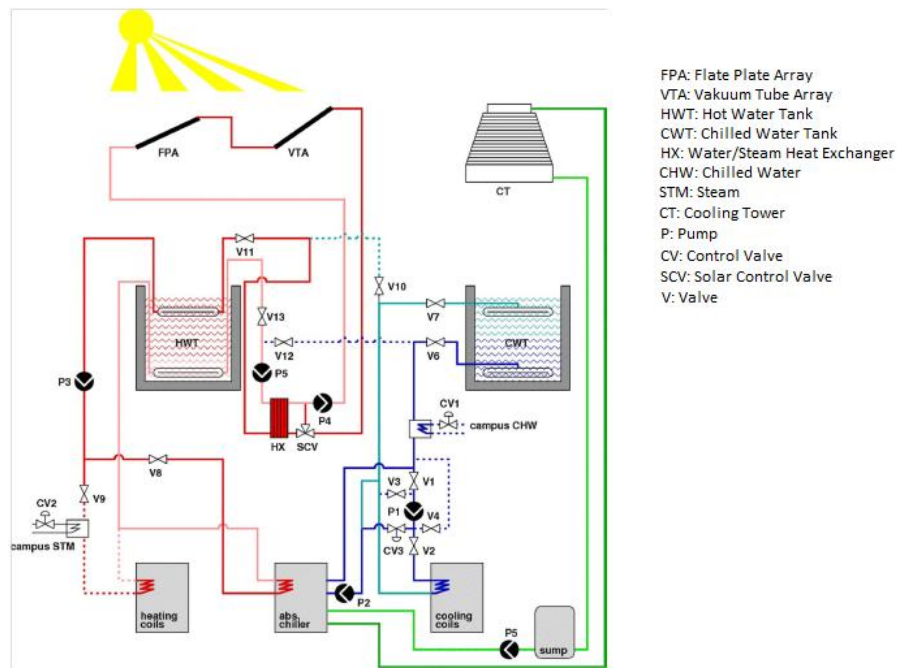 FPA
VTA
CT
FPA: Flate Plate Array
VTA: Vakuum Tube Array
HWT: Hot Water Tank
CWT: Chilled Water Tank
HX: Water/Steam Heat Exchanger
CHW: Chilled Water
STM: Steam
CT: Cooling Tower
P: Pump
CV: Control Valve
SCV: Solar Control Valve
V: Valve
V11
V10
V13
V7
HWT
V12
V6
CWT
P3
P5
P4
CV1
campus CHW
HX
SCV
V8
V9
V3
V1
CV2
P1
V4
campus STM
CV3
V2
P2
heating
coils
abs.
chiller
cooling
coils
P5
sump